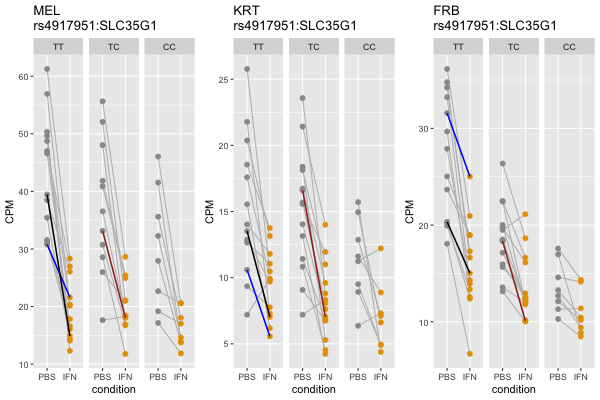 MEL
rs4917951:SLC35G1
TT TC CC
CPM
60
50
40
30
20
10
PBS IFN PBS IFN PBS IFN
condition
KRT
rs4917951:SLC35G1
TT TC CC
CPM
25
20
15
10
5
PBS IFN PBS IFN PBS IFN
condition
FRB
rs4917951:SLC35G1
TT TC CC
CPM
30
20
10
PBS IFN PBS IFN PBS IFN
condition